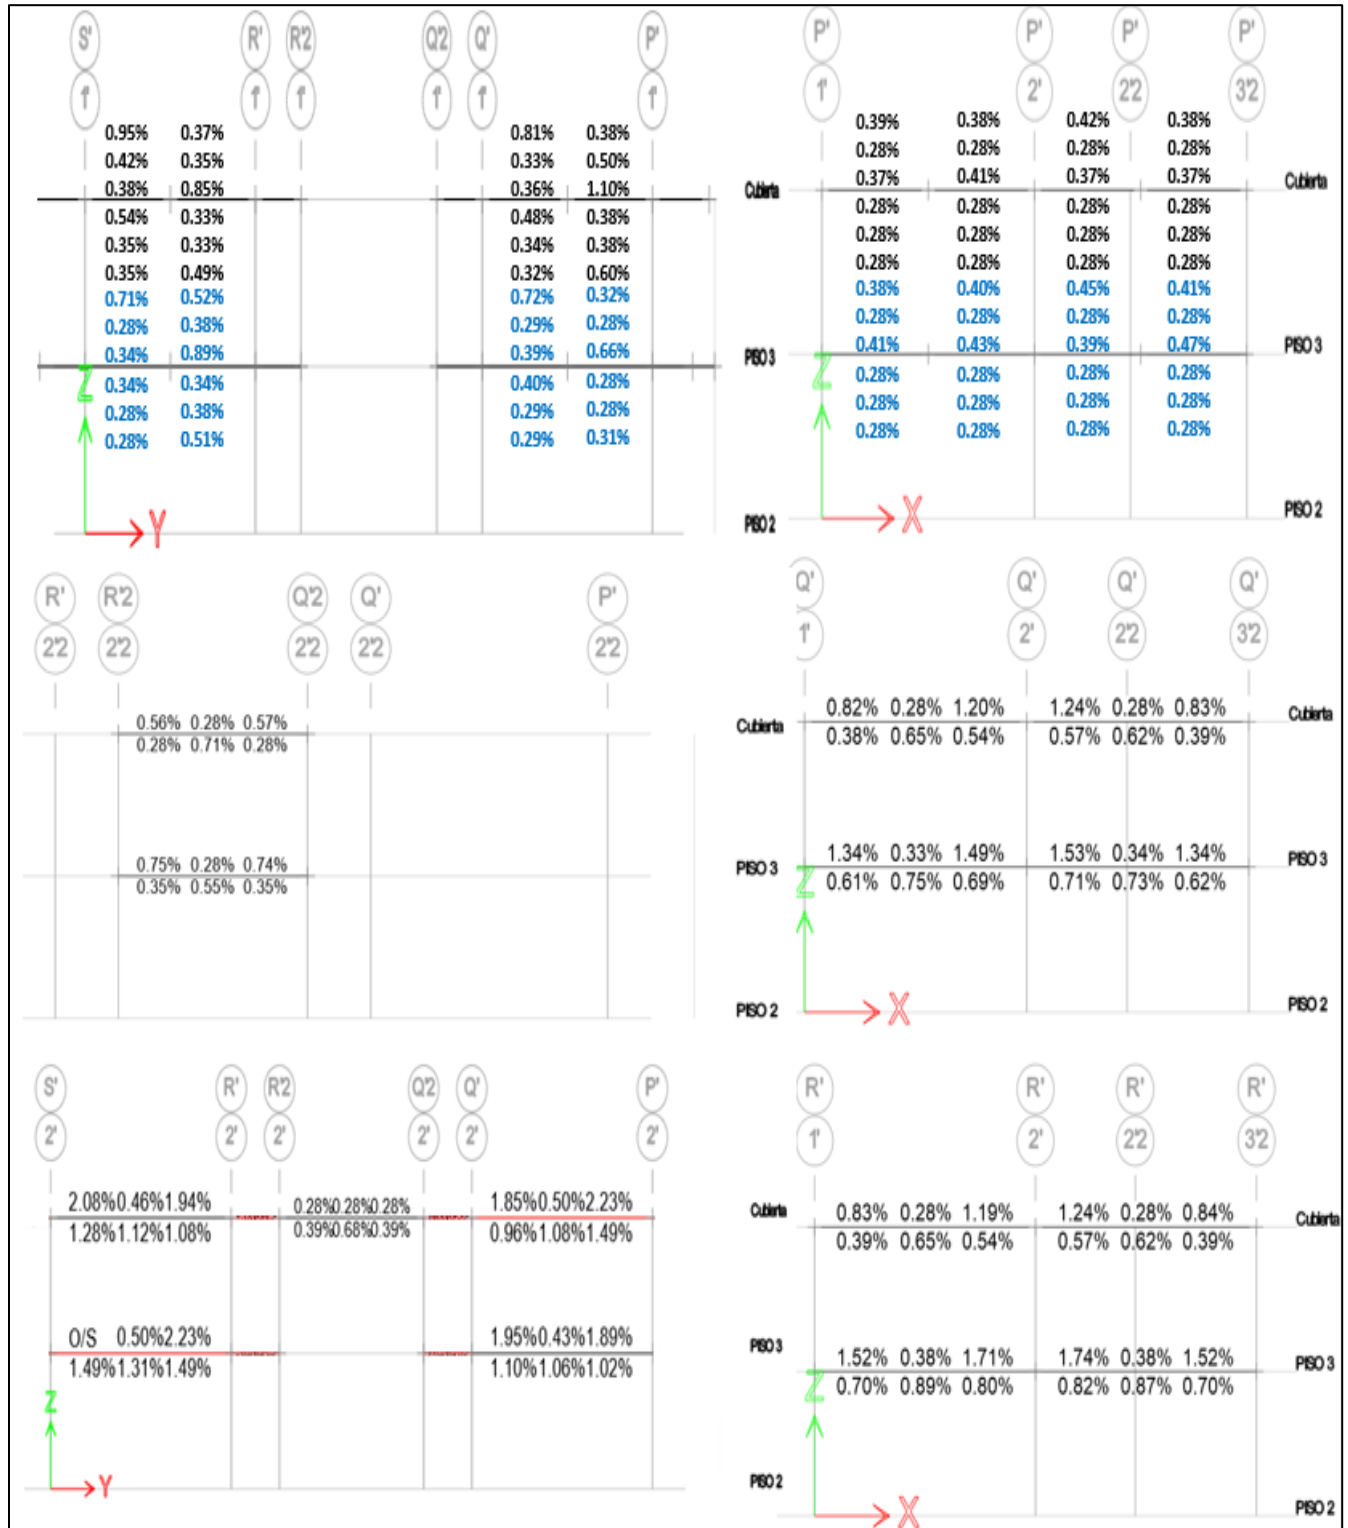 S' R' R'2 Q'2 Q' P'
1' 1' 1' 1' 1' 1'
0.95% 0.37% 0.81% 0.38%
0.42% 0.35% 0.33% 0.50%
0.38% 0.85% 0.36% 1.10%
0.54% 0.33% 0.48% 0.38%
0.35% 0.33% 0.34% 0.38%
0.35% 0.49% 0.32% 0.60%
0.71% 0.52% 0.72% 0.32%
0.28% 0.38% 0.29% 0.28%
0.34% 0.89% 0.39% 0.66%
0.34% 0.34% 0.40% 0.28%
0.28% 0.38% 0.29% 0.28%
0.28% 0.51% 0.29% 0.31%
Z
Y
P' P' P' P'
1' 2' 2'2 3'2
0.39% 0.38% 0.42% 0.38%
0.28% 0.28% 0.28% 0.28%
0.37% 0.41% 0.37% 0.37%
Cubierta Cubierta
0.28% 0.28% 0.28% 0.28%
0.28% 0.28% 0.28% 0.28%
0.28% 0.28% 0.28% 0.28%
0.38% 0.40% 0.45% 0.41%
0.28% 0.28% 0.28% 0.28%
0.41% 0.43% 0.39% 0.47%
PISO 3 PISO 3
0.28% 0.28% 0.28% 0.28%
0.28% 0.28% 0.28% 0.28%
0.28% 0.28% 0.28% 0.28%
Z
X
PISO 2 PISO 2
R' R'2 Q'2 Q' P'
2'2 2'2 2'2 2'2 2'2
0.56% 0.28% 0.57%
0.28% 0.71% 0.28%
0.75% 0.28% 0.74%
0.35% 0.55% 0.35%
Q' Q' Q' Q'
1' 2' 2'2 3'2
0.82% 0.28% 1.20% 1.24% 0.28% 0.83%
Cubierta Cubierta
0.38% 0.65% 0.54% 0.57% 0.62% 0.39%
1.34% 0.33% 1.49% 1.53% 0.34% 1.34%
PISO 3 PISO 3
0.61% 0.75% 0.69% 0.71% 0.73% 0.62%
Z
X
PISO 2 PISO 2
S' R' R'2 Q'2 Q' P'
2' 2' 2' 2' 2' 2'
2.08% 0.46% 1.94% 0.28% 0.28% 0.28% 1.85% 0.50% 2.23%
1.28% 1.12% 1.08% 0.39% 0.68% 0.39% 0.96% 1.08% 1.49%
O/S 0.50% 2.23% 1.95% 0.43% 1.89%
1.49% 1.31% 1.49% 1.10% 1.06% 1.02%
Z
Y
R' R' R' R'
1' 2' 2'2 3'2
Cubierta Cubierta
0.83% 0.28% 1.19% 1.24% 0.28% 0.84%
0.39% 0.65% 0.54% 0.57% 0.62% 0.39%
PISO 3 PISO 3
1.52% 0.38% 1.71% 1.74% 0.38% 1.52%
0.70% 0.89% 0.80% 0.82% 0.87% 0.70%
Z
X
PISO 2 PISO 2